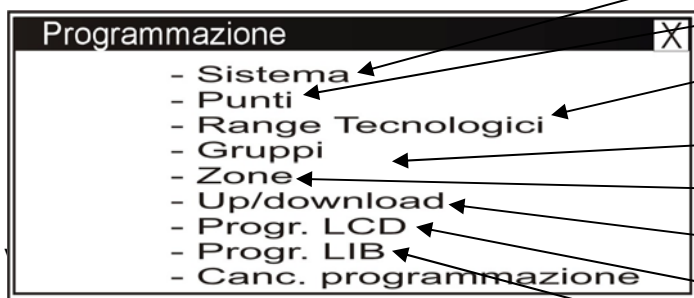 Programmazione X
- Sistema
- Punti
- Range Tecnologici
- Gruppi
- Zone
- Up/download
- Progr. LCD
- Progr. LIB
- Canc. programmazione